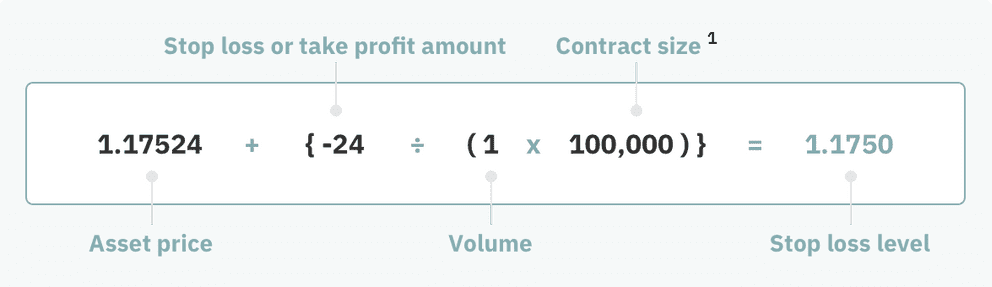 Stop loss or take profit amount Contract size 1
1.17524 + { -24 ÷ ( 1 x 100,000 ) } = 1.1750
Asset price Volume Stop loss level